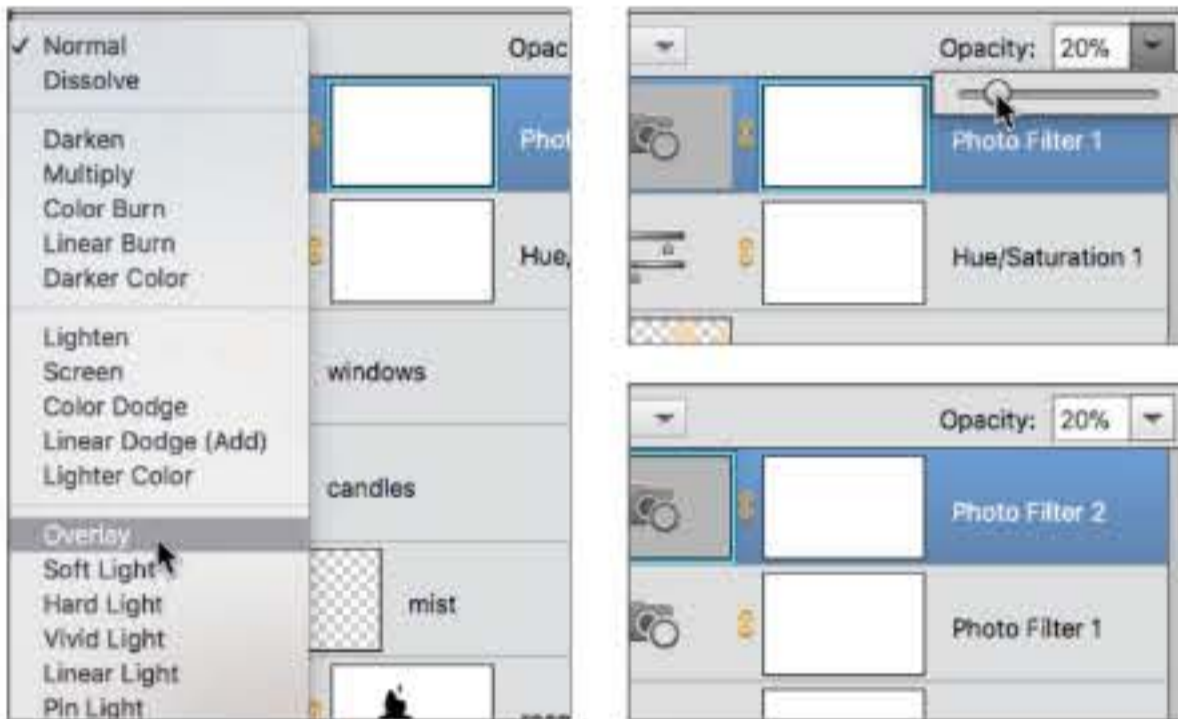 Normal
Dissolve
Darken
Multiply
Color Burn
Linear Burn
Darker Color
Lighten
Screen
Color Dodge
Linear Dodge (Add)
Lighter Color
Overlay
Soft Light
Hard Light
Vivid Light
Linear Light
Pin Light
Opac
Phot
Hue,
windows
candles
mist
Opacity: 20%
Photo Filter 1
Hue/Saturation 1
Opacity: 20%
Photo Filter 2
Photo Filter 1